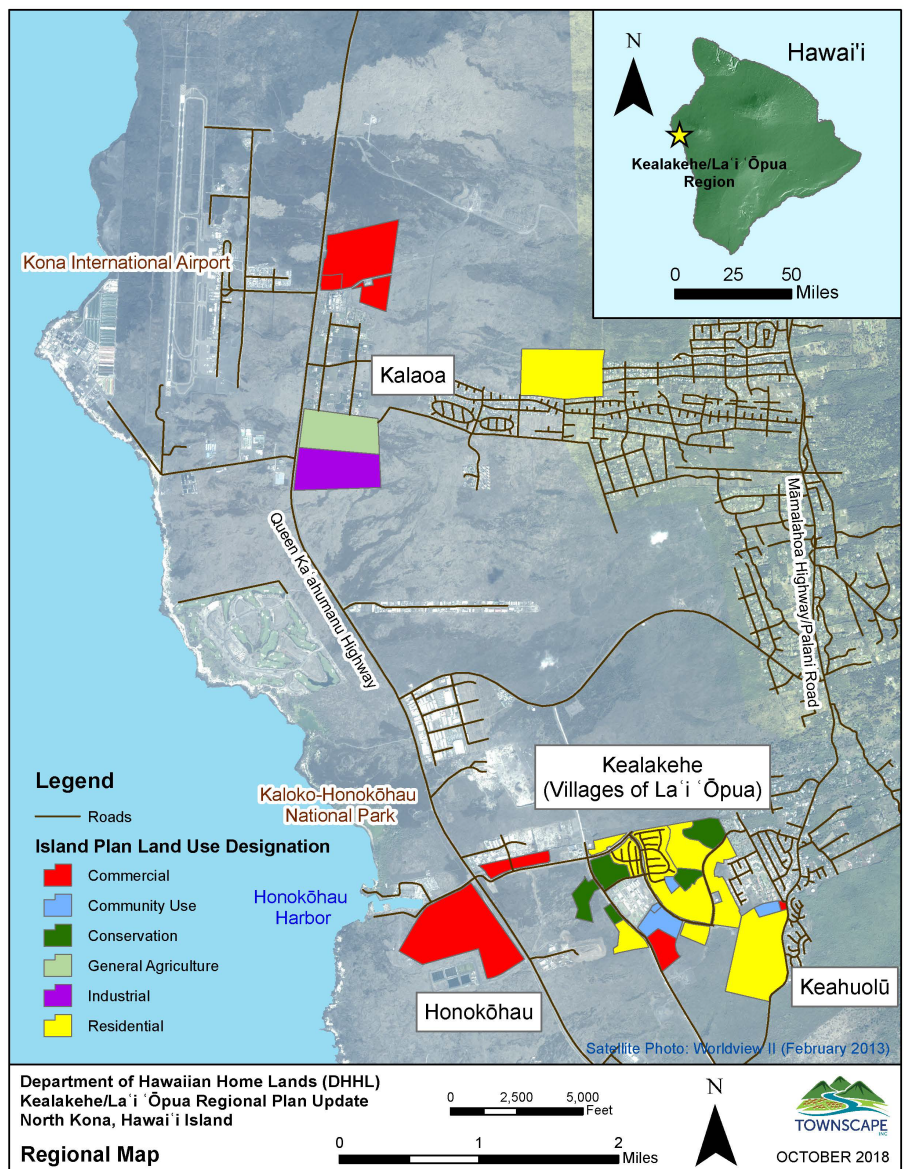 N
Hawai'i
Kealakehe/Laʻi ʻŌpua
Region
0 25 50
Miles
Kona International Airport
Kalaoa
Māmalahoa Highway/Palani Road
Queen Kaʻahumanu Highway
Kealakehe
(Villages of Laʻi ʻŌpua)
Legend
Roads
Island Plan Land Use Designation
Commercial
Community Use
Conservation
General Agriculture
Industrial
Residential
Kaloko-Honokōhau
National Park
Honokōhau
Harbor
Honokōhau
Keahuolū
Satellite Photo: Worldview II (February 2013)
Department of Hawaiian Home Lands (DHHL)
Kealakehe/Laʻi ʻŌpua Regional Plan Update
North Kona, Hawaiʻi Island
Regional Map
0 2,500 5,000
Feet
0 1 2
Miles
N
TOWNSCAPE
INC
OCTOBER 2018